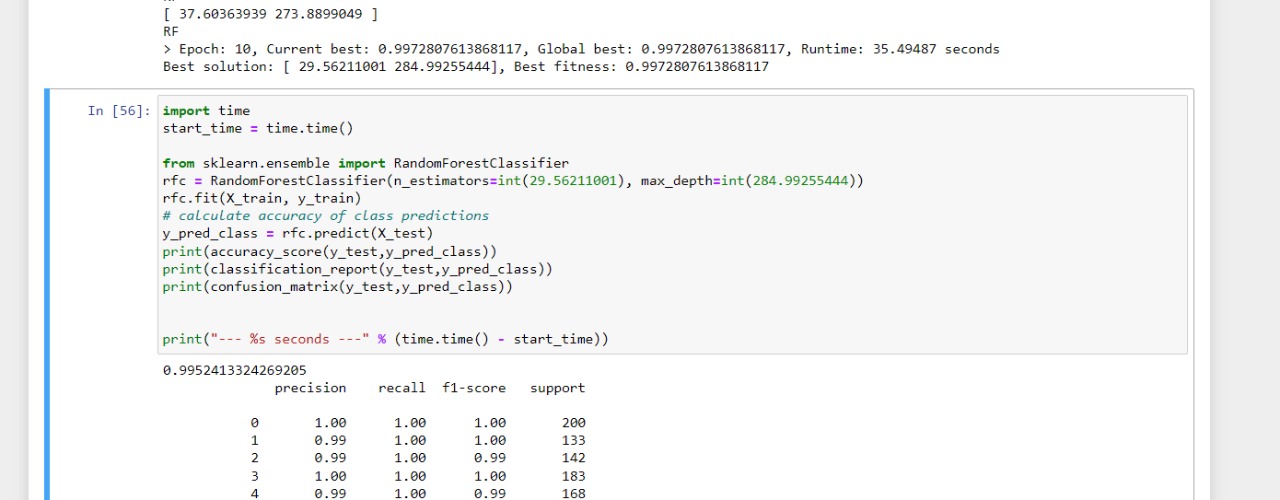 [ 37.60363939 273.8899049 ]
RF
> Epoch: 10, Current best: 0.9972807613868117, Global best: 0.9972807613868117, Runtime: 35.49487 seconds
Best solution: [ 29.56211001 284.99255444], Best fitness: 0.9972807613868117
In [56]: import time
start_time = time.time()
from sklearn.ensemble import RandomForestClassifier
rfc = RandomForestClassifier(n_estimators=int(29.56211001), max_depth=int(284.99255444))
rfc.fit(X_train, y_train)
# calculate accuracy of class predictions
y_pred_class = rfc.predict(X_test)
print(accuracy_score(y_test,y_pred_class))
print(classification_report(y_test,y_pred_class))
print(confusion_matrix(y_test,y_pred_class))
print("--- %s seconds ---" % (time.time() - start_time))
0.9952413324269205
precision recall f1-score support
0 1.00 1.00 1.00 200
1 0.99 1.00 1.00 133
2 0.99 1.00 0.99 142
3 1.00 1.00 1.00 183
4 0.99 1.00 0.99 168